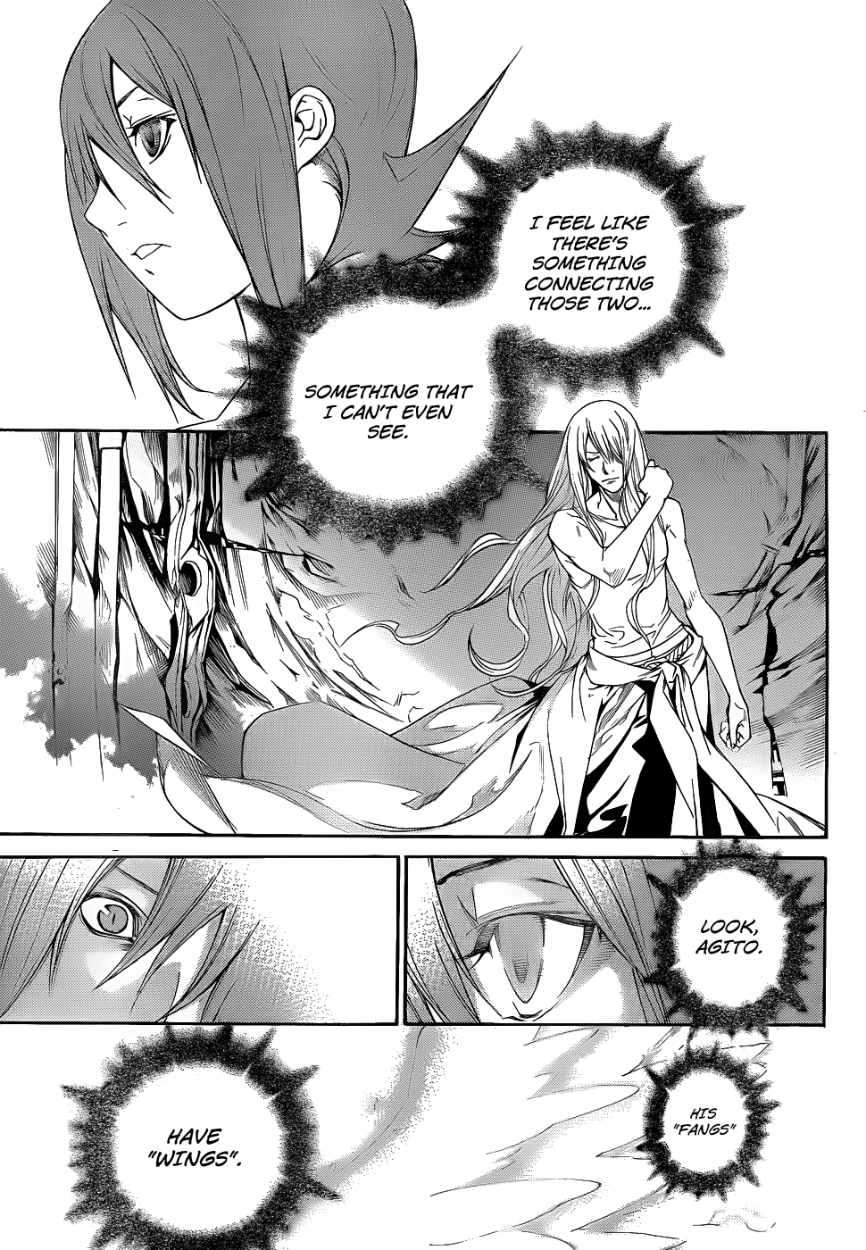 I FEEL LIKE
THERE'S
SOMETHING
CONNECTING
THOSE TWO...
SOMETHING THAT
I CAN'T EVEN
SEE.
LOOK,
AGITO.
HIS
"FANGS"
HAVE
"WINGS".